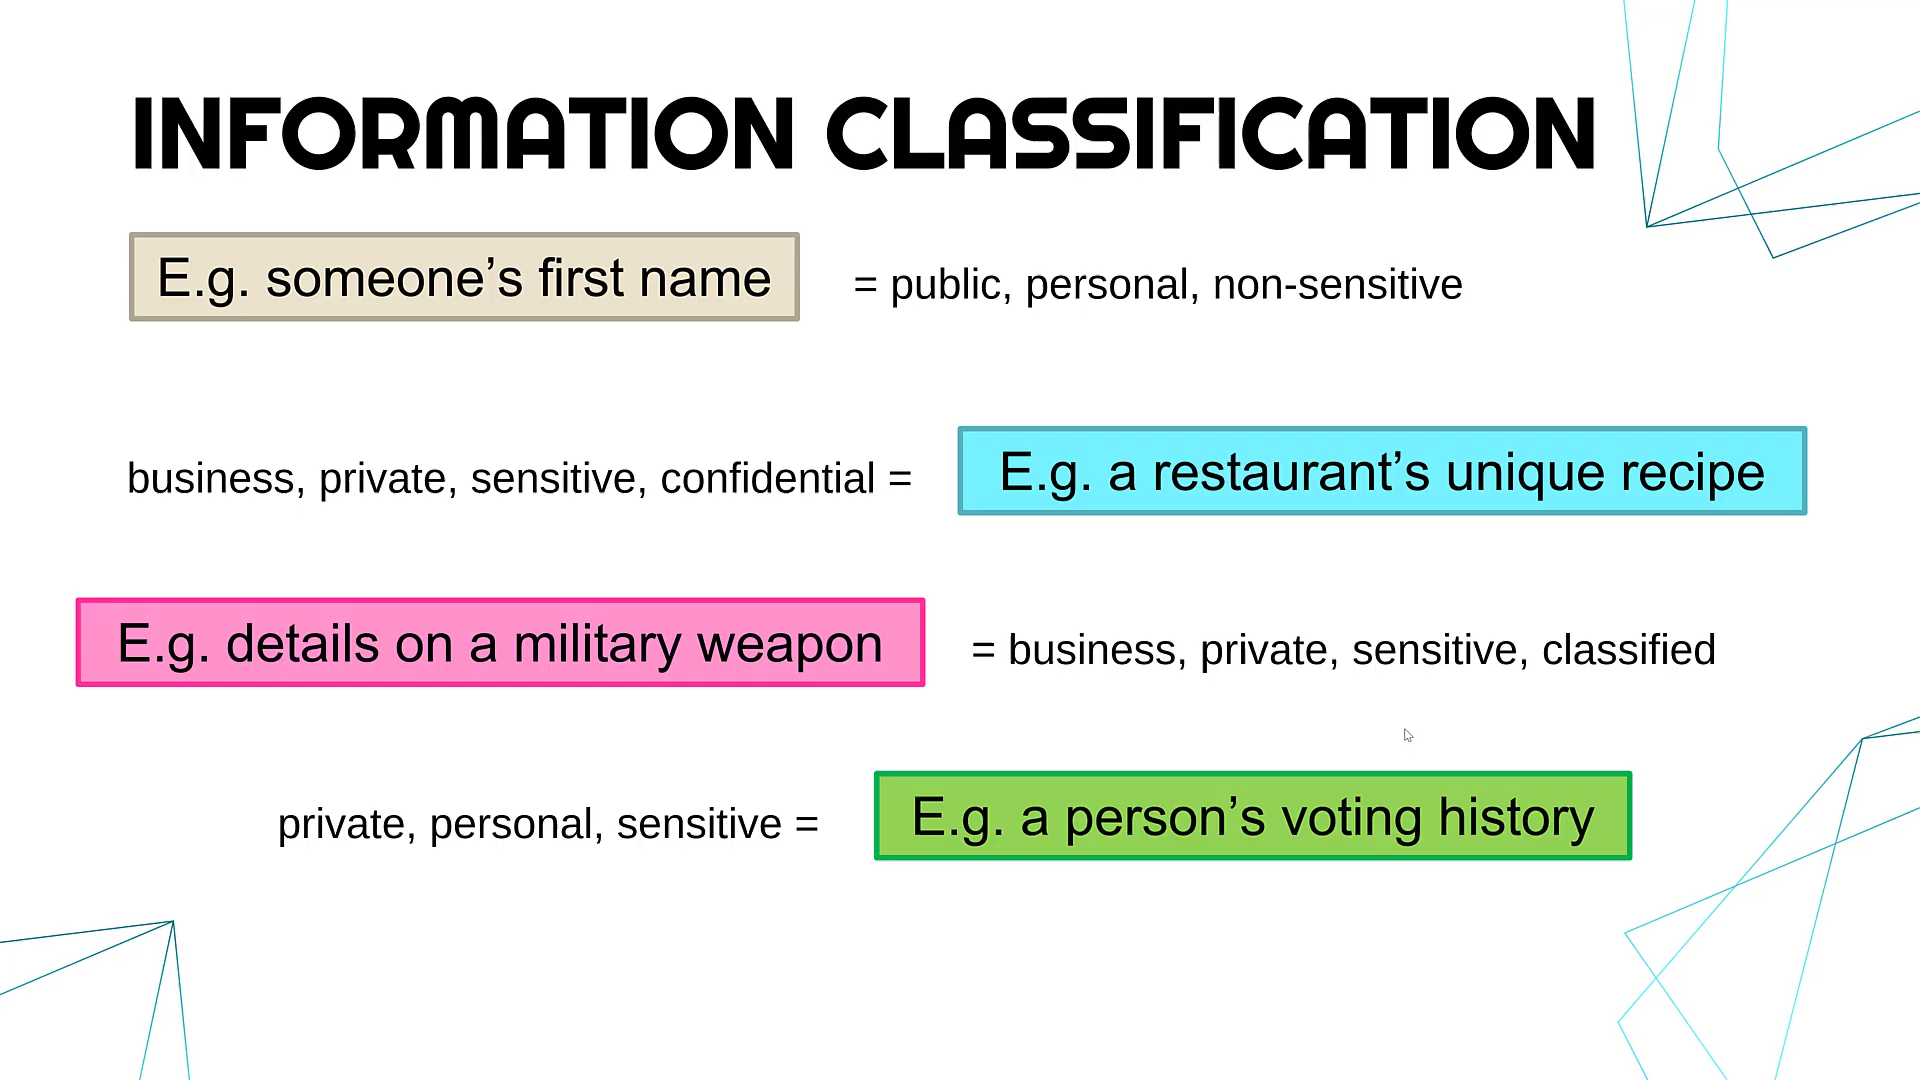 INFORMATION CLASSIFICATION
E.g. someone’s first name
= public, personal, non-sensitive
business, private, sensitive, confidential =
E.g. a restaurant’s unique recipe
E.g. details on a military weapon
= business, private, sensitive, classified
private, personal, sensitive =
E.g. a person’s voting history